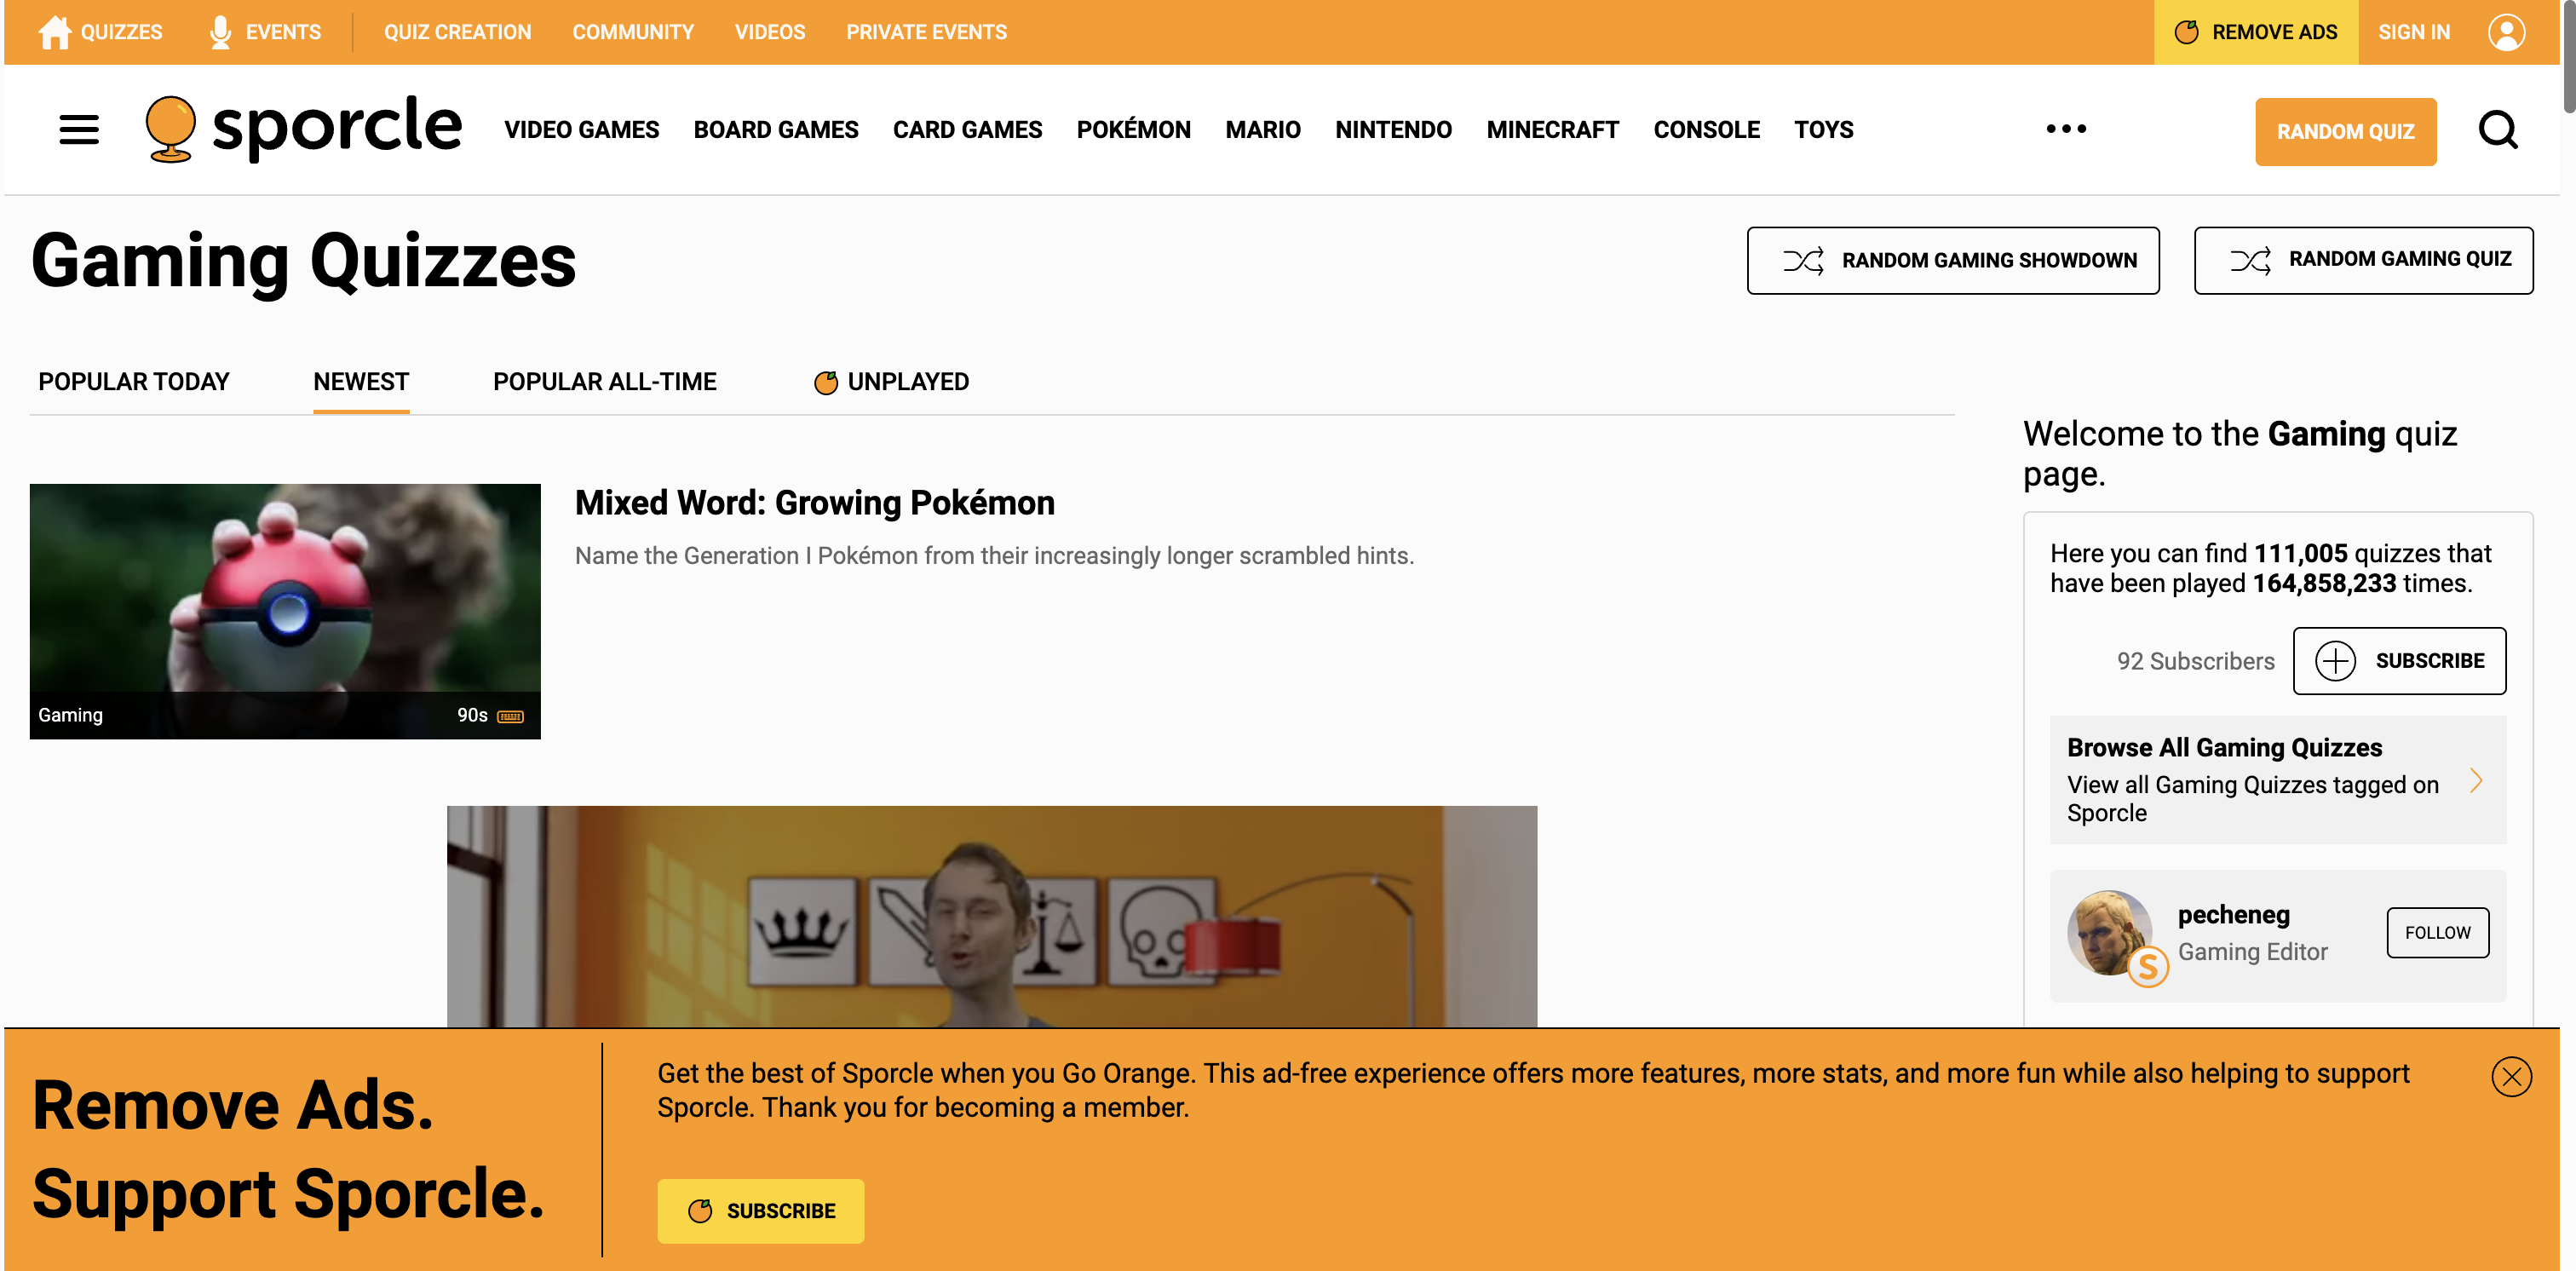 QUIZZES EVENTS QUIZ CREATION COMMUNITY VIDEOS PRIVATE EVENTS REMOVE ADS SIGN IN
sporcle VIDEO GAMES BOARD GAMES CARD GAMES POKÉMON MARIO NINTENDO MINECRAFT CONSOLE TOYS ••• RANDOM QUIZ
Gaming Quizzes
RANDOM GAMING SHOWDOWN RANDOM GAMING QUIZ
POPULAR TODAY NEWEST POPULAR ALL-TIME UNPLAYED
Mixed Word: Growing Pokémon
Name the Generation I Pokémon from their increasingly longer scrambled hints.
Gaming 90s
Welcome to the Gaming quiz
page.
Here you can find 111,005 quizzes that
have been played 164,858,233 times.
92 Subscribers SUBSCRIBE
Browse All Gaming Quizzes
View all Gaming Quizzes tagged on
Sporcle
pecheneg
Gaming Editor
S
FOLLOW
Remove Ads.
Support Sporcle.
Get the best of Sporcle when you Go Orange. This ad-free experience offers more features, more stats, and more fun while also helping to support
Sporcle. Thank you for becoming a member.
SUBSCRIBE